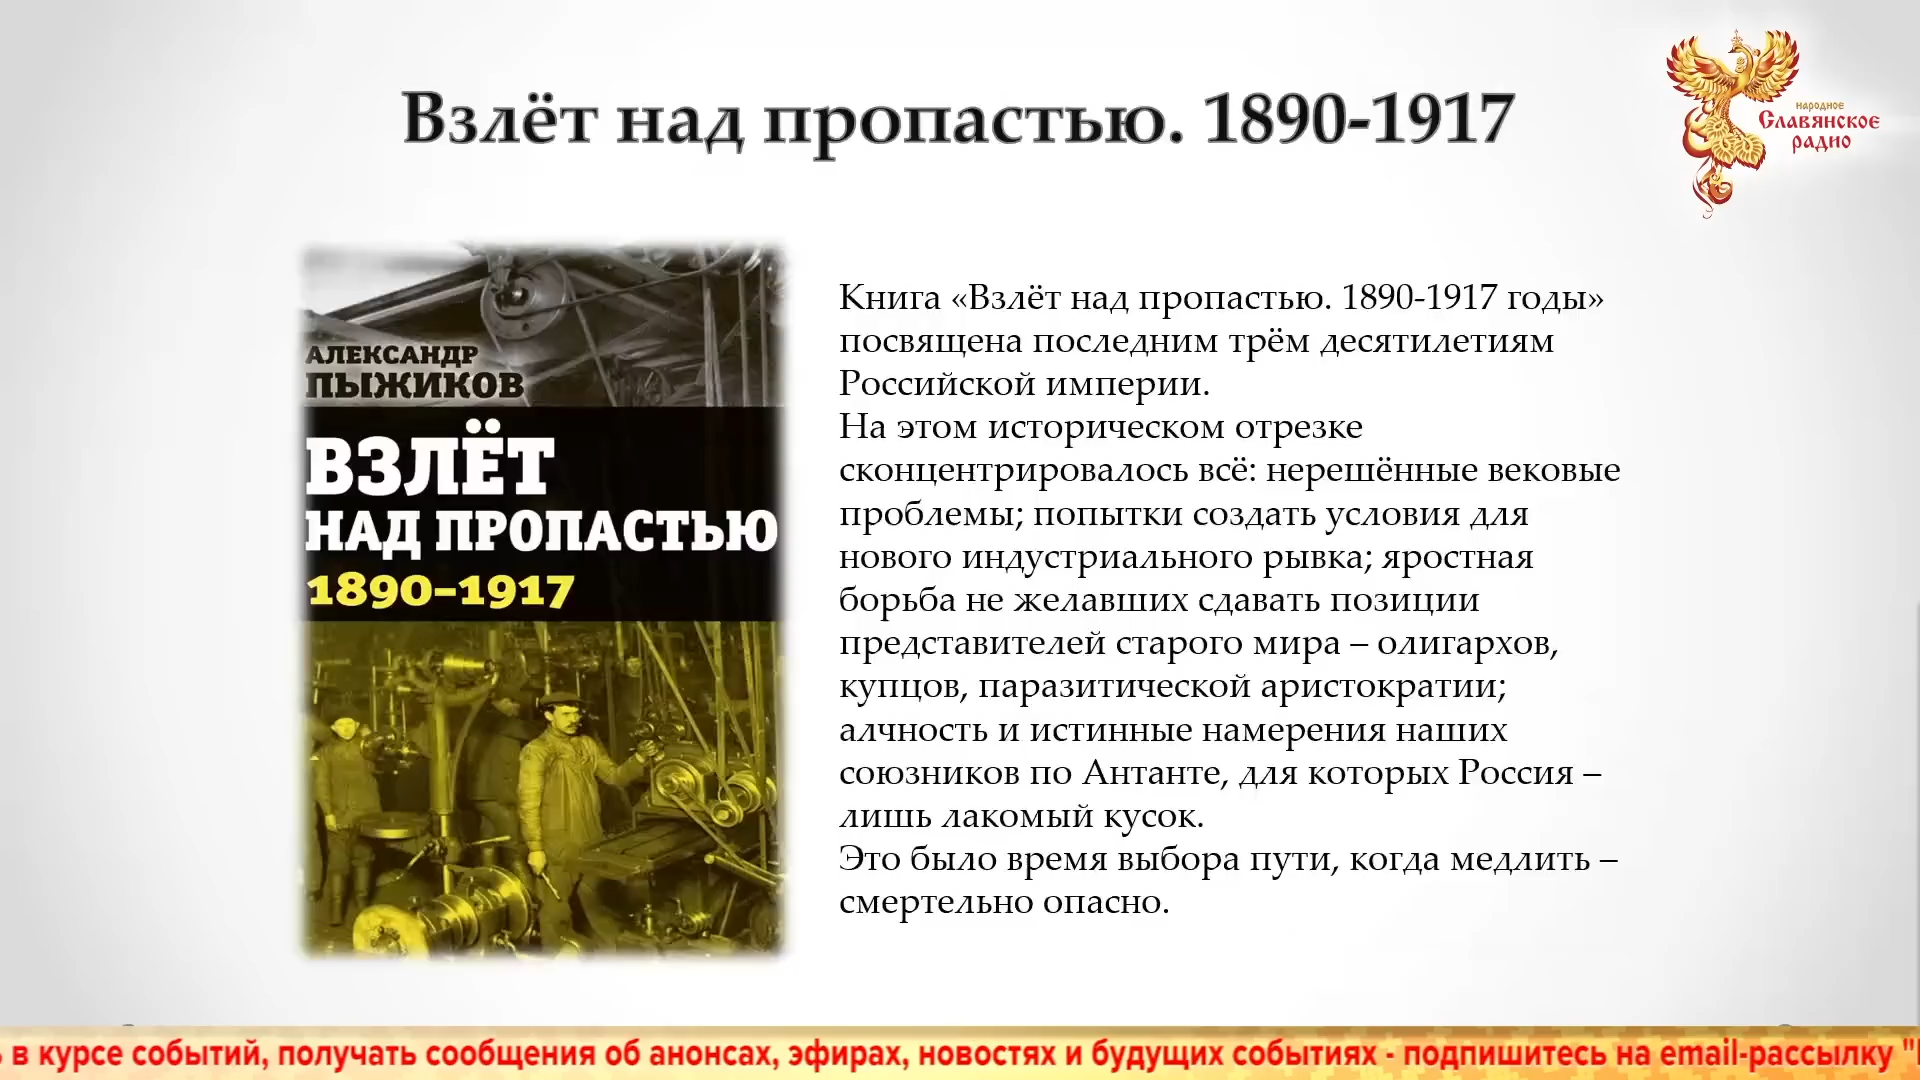 Взлёт над пропастью. 1890-1917
народное
Славянское
радио
АЛЕКСАНДР
ПЫЖИКОВ
ВЗЛЁТ
НАД ПРОПАСТЬЮ
1890–1917
Книга «Взлёт над пропастью. 1890-1917 годы»
посвящена последним трём десятилетиям
Российской империи.
На этом историческом отрезке
сконцентрировалось всё: нерешённые вековые
проблемы; попытки создать условия для
нового индустриального рывка; яростная
борьба не желавших сдавать позиции
представителей старого мира – олигархов,
купцов, паразитической аристократии;
алчность и истинные намерения наших
союзников по Антанте, для которых Россия –
лишь лакомый кусок.
Это было время выбора пути, когда медлить –
смертельно опасно.
в курсе событий, получать сообщения об анонсах, эфирах, новостях и будущих событиях - подпишитесь на email-рассылку "